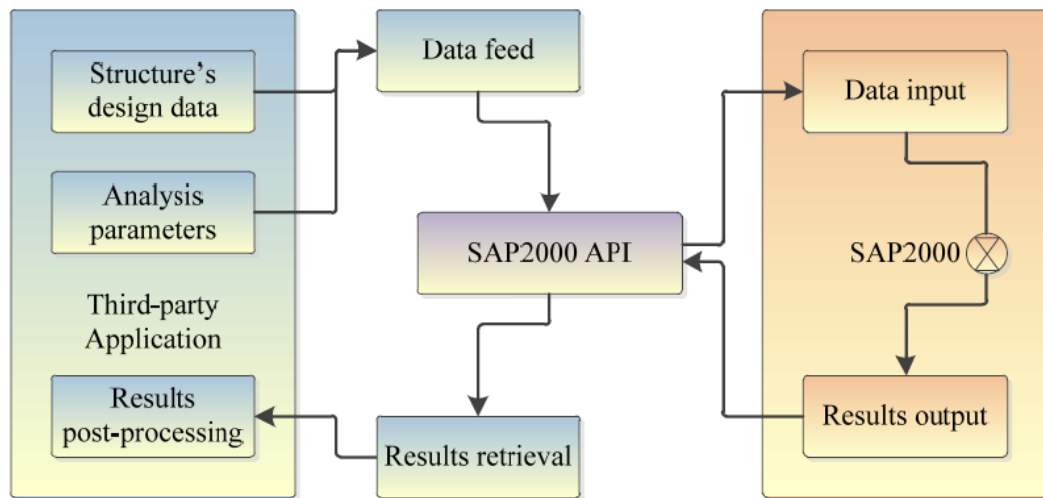 Structure's
design data
Analysis
parameters
Third-party
Application
Results
post-processing
Data feed
SAP2000 API
Results retrieval
Data input
SAP2000
Results output